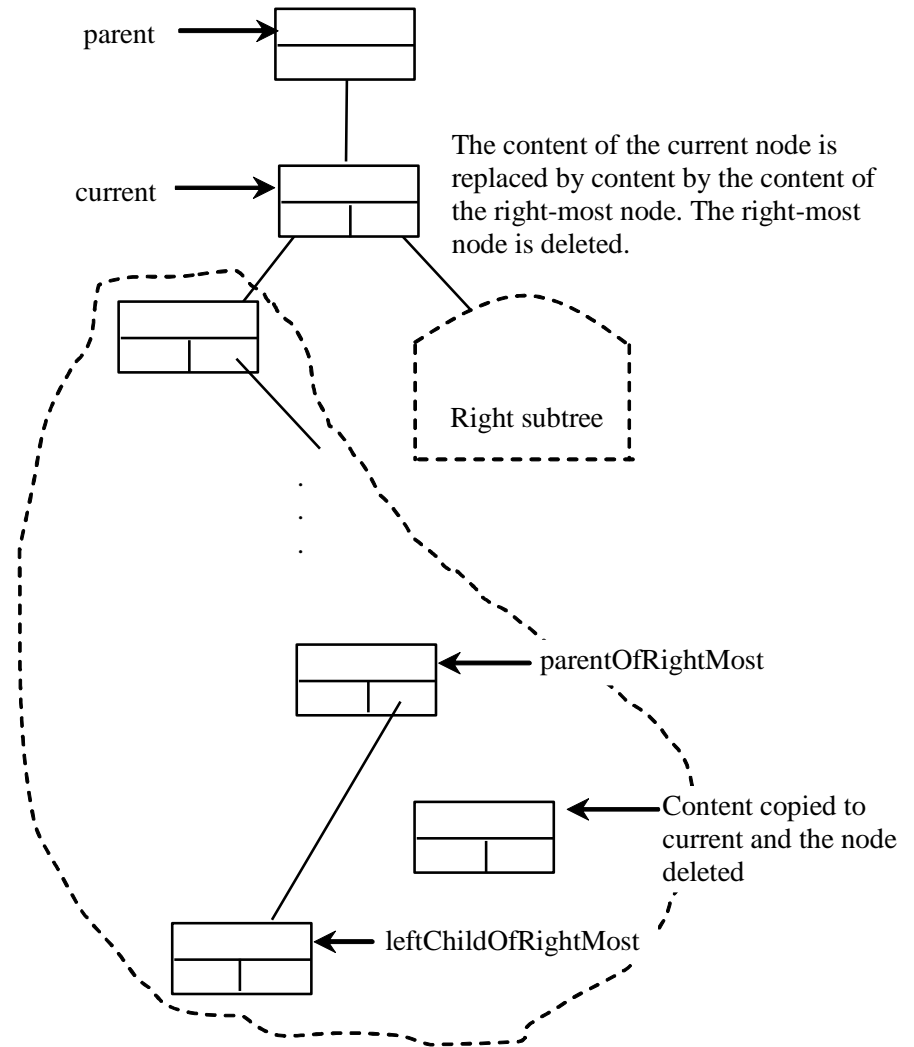 parent
The content of the current node is
replaced by content by the content of
the right-most node. The right-most
node is deleted.
current
Right subtree
.
.
.
parentOfRightMost
Content copied to
current and the node
deleted
leftChildOfRightMost